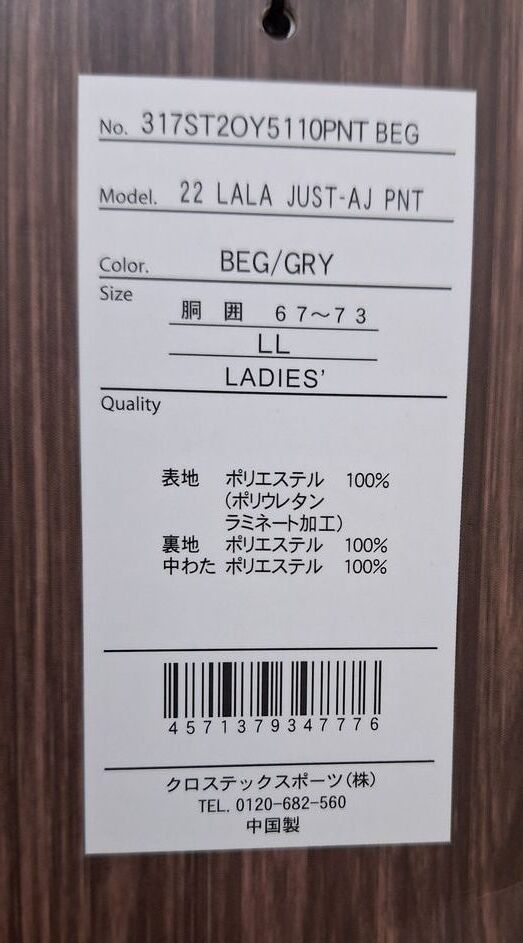 No. 317ST2OY5110PNT BEG
Model. 22 LALA JUST-AJ PNT
Color. BEG/GRY
Size
胴 囲 67～73
LL
LADIES'
Quality
表地 ポリエステル 100%
(ポリウレタン
ラミネート加工)
裏地 ポリエステル 100%
中わた ポリエステル 100%
4571379347776
クロステックスポーツ(株)
TEL. 0120-682-560
中国製